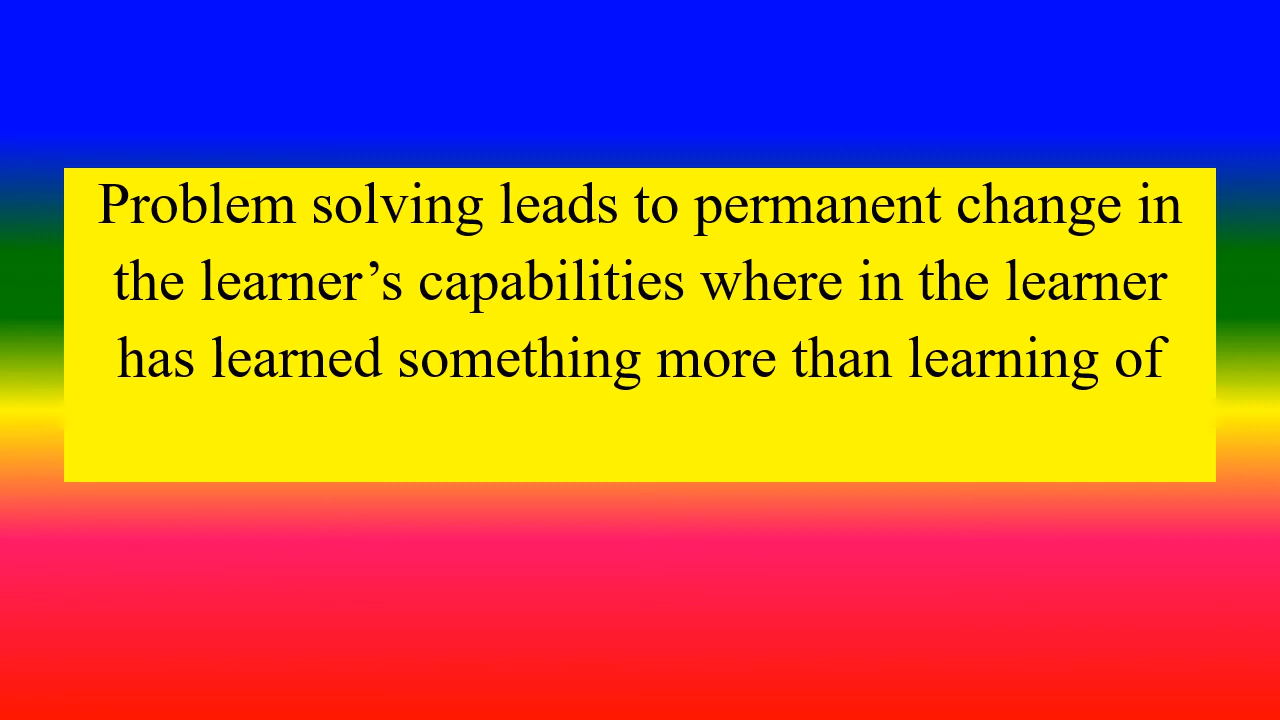 Problem solving leads to permanent change in
the learner’s capabilities where in the learner
has learned something more than learning of